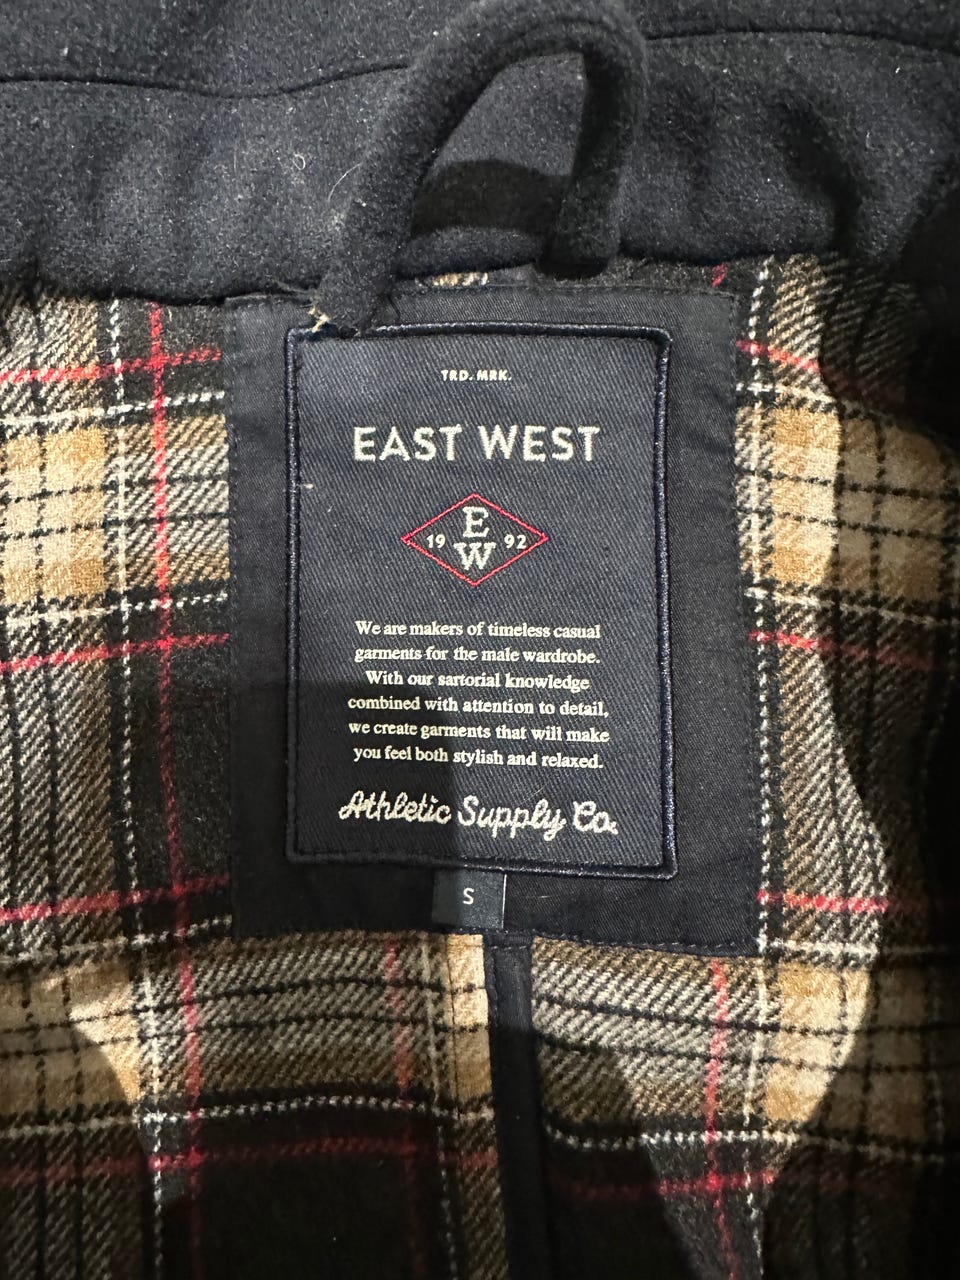 TRD. MRK.
EAST WEST
E
19 92
W
We are makers of timeless casual
garments for the male wardrobe.
With our sartorial knowledge
combined with attention to detail,
we create garments that will make
you feel both stylish and relaxed.
Athletic Supply Co.
S